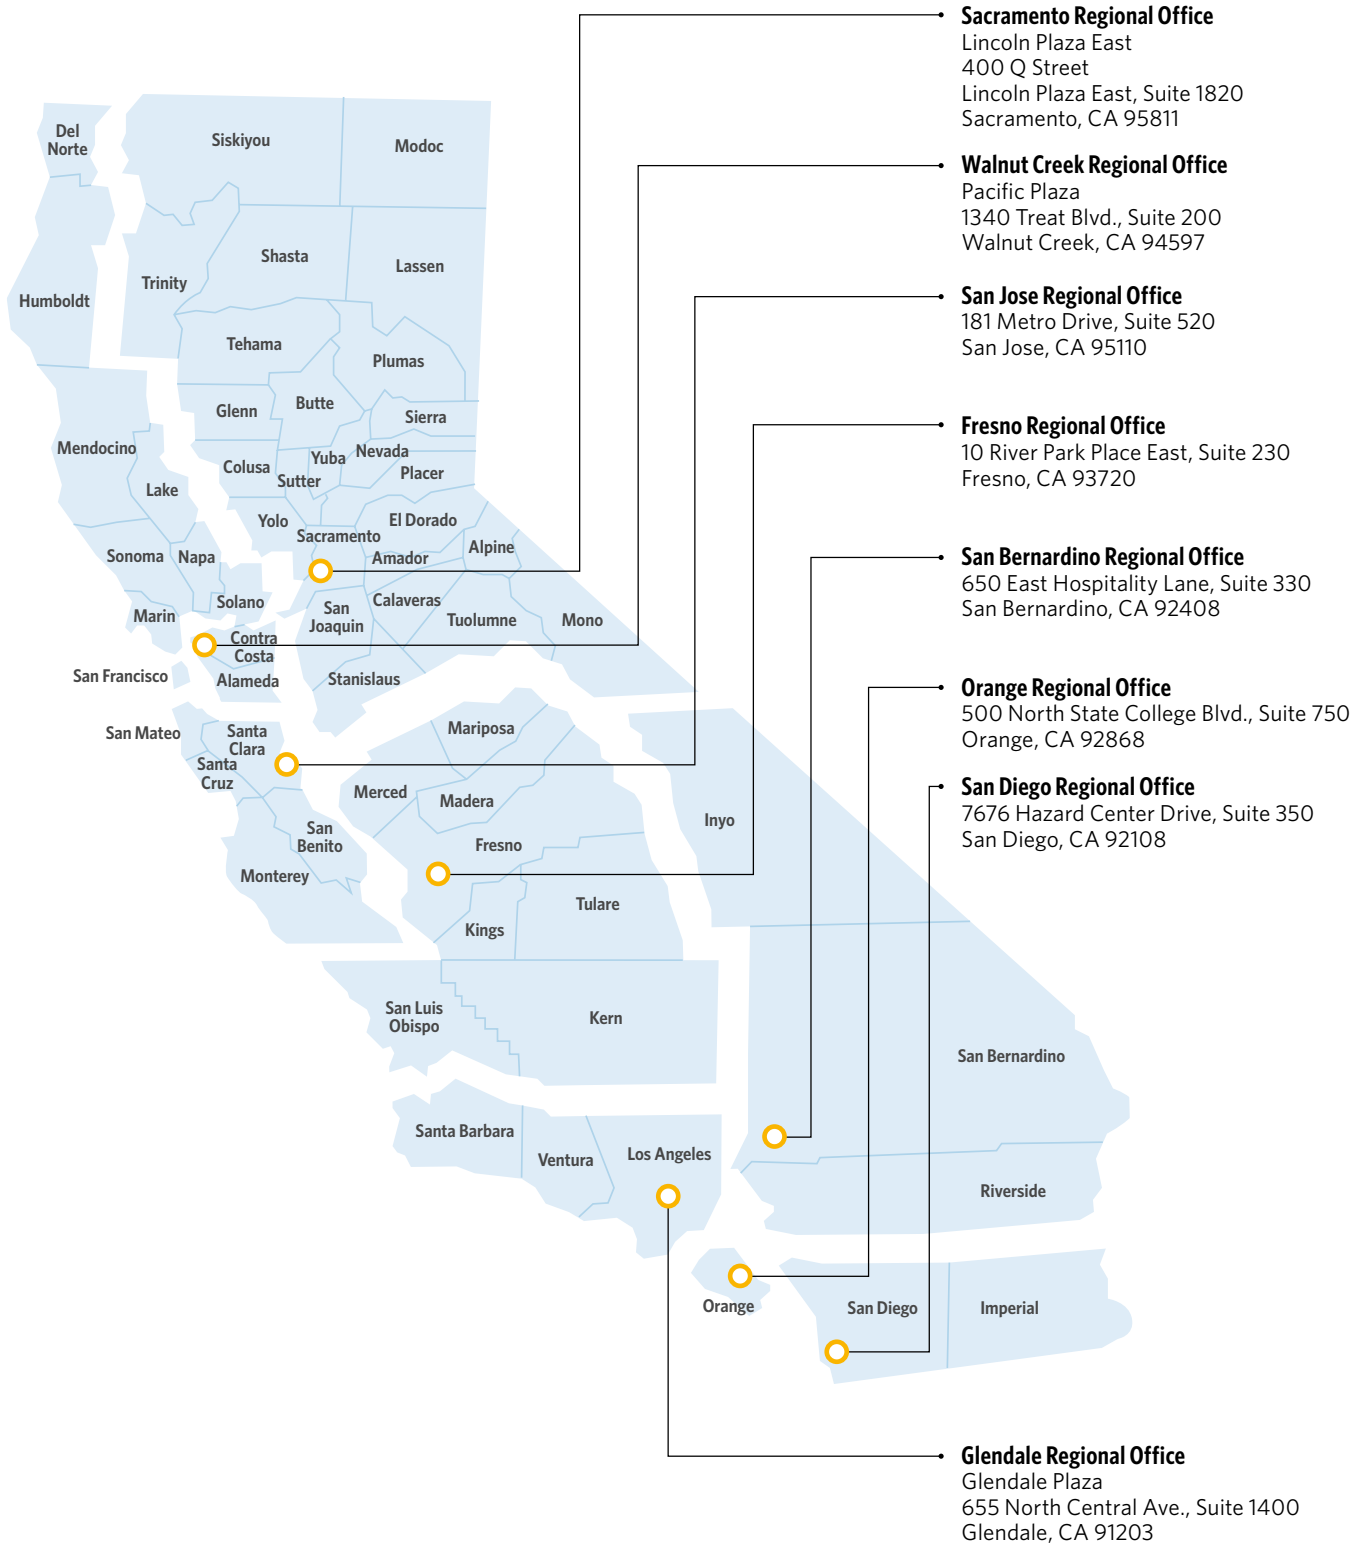 Sacramento Regional Office
Lincoln Plaza East
400 Q Street
Lincoln Plaza East, Suite 1820
Sacramento, CA 95811
Walnut Creek Regional Office
Pacific Plaza
1340 Treat Blvd., Suite 200
Walnut Creek, CA 94597
San Jose Regional Office
181 Metro Drive, Suite 520
San Jose, CA 95110
Fresno Regional Office
10 River Park Place East, Suite 230
Fresno, CA 93720
San Bernardino Regional Office
650 East Hospitality Lane, Suite 330
San Bernardino, CA 92408
Orange Regional Office
500 North State College Blvd., Suite 750
Orange, CA 92868
San Diego Regional Office
7676 Hazard Center Drive, Suite 350
San Diego, CA 92108
Glendale Regional Office
Glendale Plaza
655 North Central Ave., Suite 1400
Glendale, CA 91203
Del
Norte
Siskiyou
Modoc
Humboldt
Trinity
Shasta
Lassen
Tehama
Plumas
Glenn
Butte
Sierra
Mendocino
Lake
Colusa
Sutter
Yuba
Nevada
Placer
Yolo
El Dorado
Sacramento
Amador
Alpine
Sonoma
Napa
Solano
Marin
San
Joaquin
Calaveras
Tuolumne
Mono
Contra
Costa
San Francisco
Alameda
Stanislaus
San Mateo
Santa
Clara
Santa
Cruz
Mariposa
Merced
Madera
Inyo
San
Benito
Monterey
Fresno
Kings
Tulare
San Luis
Obispo
Kern
San Bernardino
Santa Barbara
Ventura
Los Angeles
Riverside
Orange
San Diego
Imperial